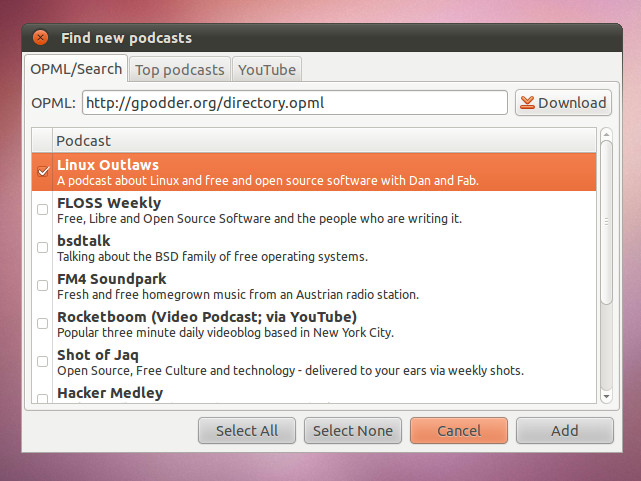 Find new podcasts
OPML/Search
Top podcasts
YouTube
OPML:
http://gpodder.org/directory.opml
Download
Podcast
Linux Outlaws
A podcast about Linux and free and open source software with Dan and Fab.
FLOSS Weekly
Free, Libre and Open Source Software and the people who are writing it.
bsdtalk
Talking about the BSD family of free operating systems.
FM4 Soundpark
Fresh and free homegrown music from an Austrian radio station.
Rocketboom (Video Podcast; via YouTube)
Popular three minute daily videoblog based in New York City.
Shot of Jaq
Open Source, Free Culture and technology - delivered to your ears via weekly shots.
Hacker Medley
Select All
Select None
Cancel
Add